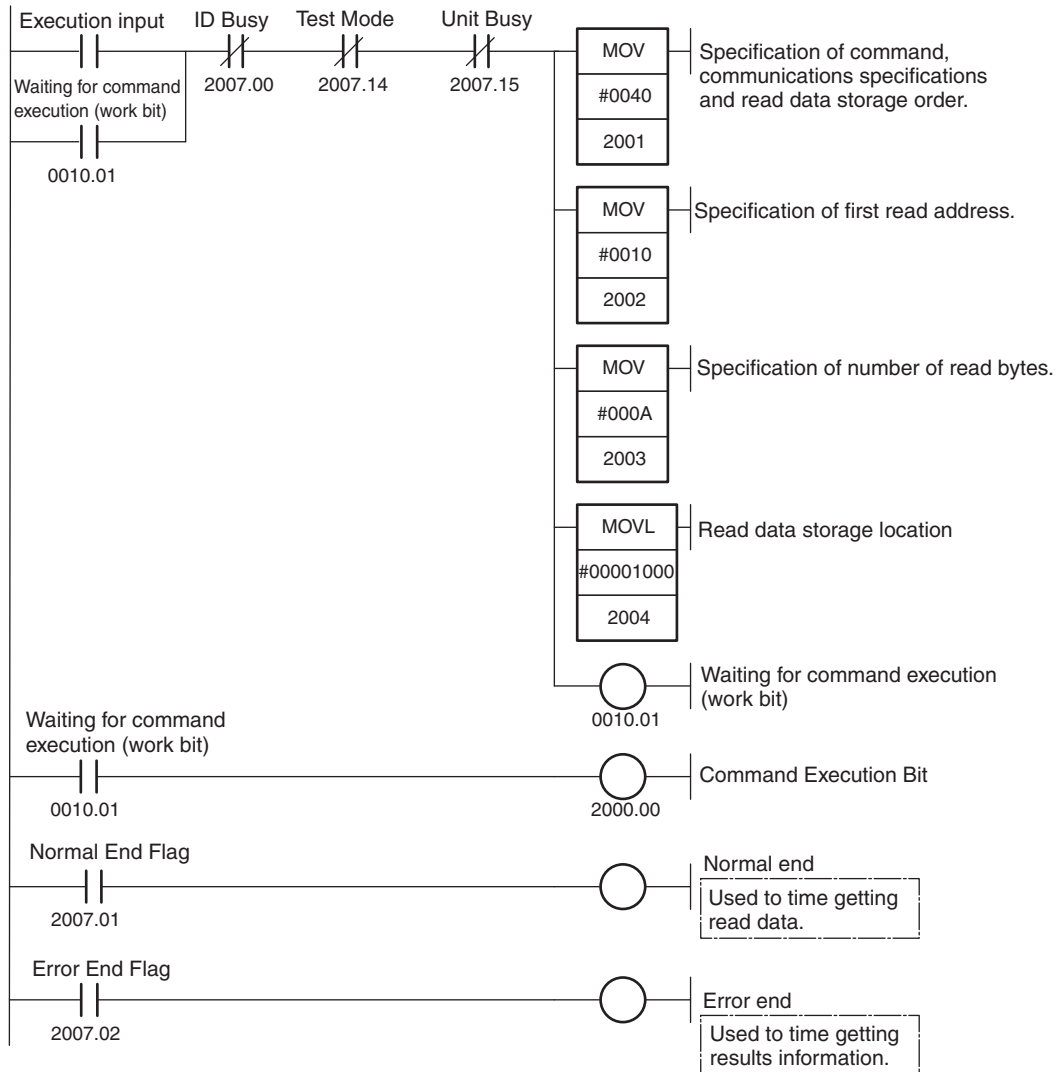 Execution input
ID Busy
Test Mode
Unit Busy
2007.00
2007.14
2007.15
Waiting for command
execution (work bit)
0010.01
MOV
#0040
2001
Specification of command,
communications specifications
and read data storage order.
MOV
#0010
2002
Specification of first read address.
MOV
#000A
2003
Specification of number of read bytes.
MOVL
#00001000
2004
Read data storage location
0010.01
Waiting for command execution
(work bit)
Waiting for command
execution (work bit)
0010.01
2000.00
Command Execution Bit
Normal End Flag
2007.01
Normal end
Used to time getting
read data.
Error End Flag
2007.02
Error end
Used to time getting
results information.